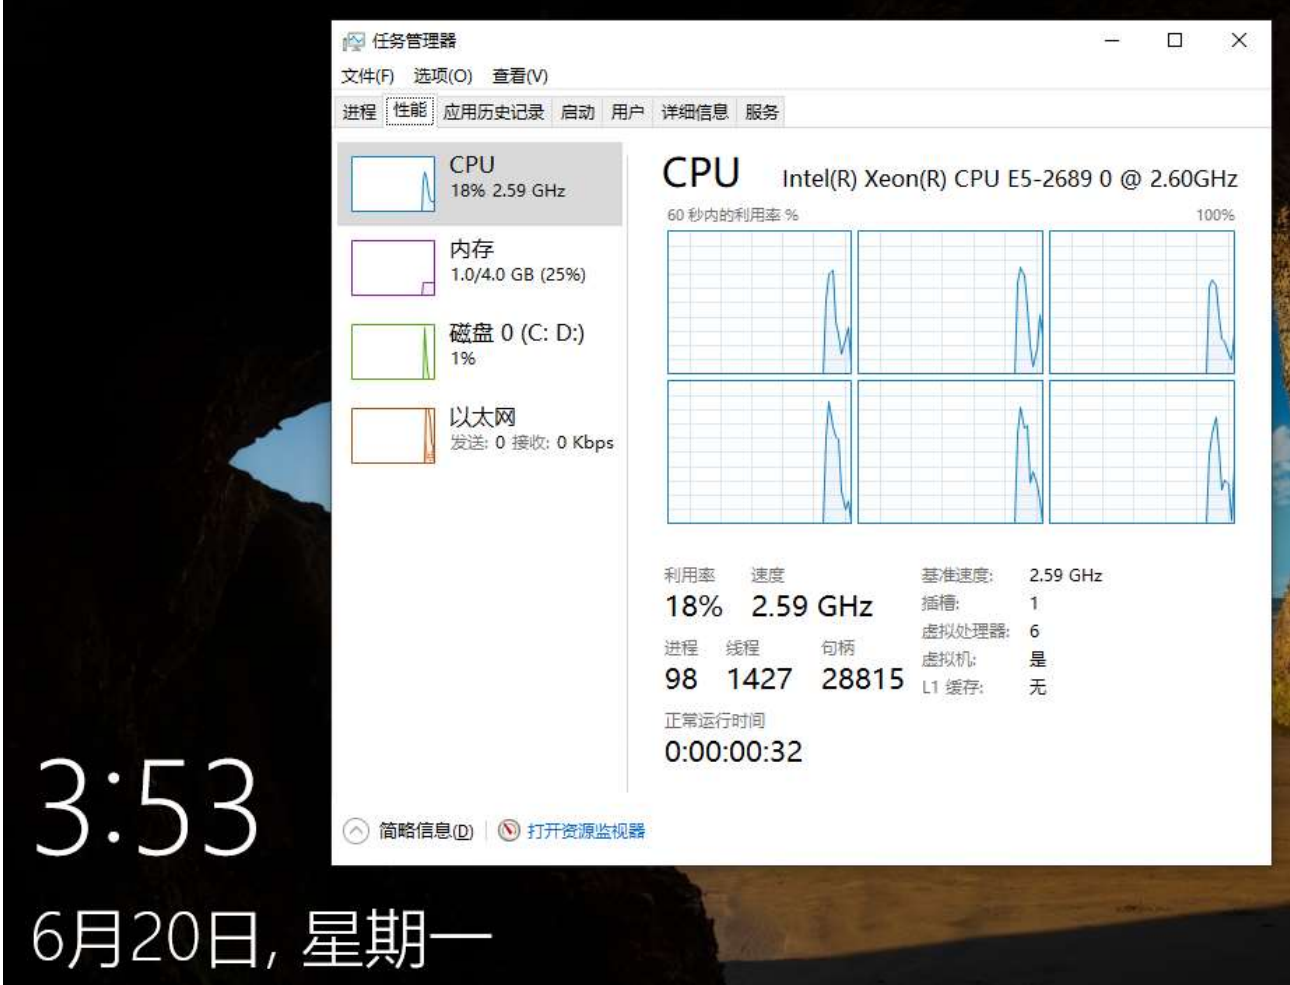 任务管理器
文件(F) 选项(O) 查看(V)
进程 性能 应用历史记录 启动 用户 详细信息 服务
CPU
18% 2.59 GHz
内存
1.0/4.0 GB (25%)
磁盘 0 (C: D:)
1%
以太网
发送: 0 接收: 0 Kbps
CPU Intel(R) Xeon(R) CPU E5-2689 0 @ 2.60GHz
60 秒内的利用率 % 100%
利用率 速度
18% 2.59 GHz
进程 线程 句柄
98 1427 28815
基准速度: 2.59 GHz
插槽: 1
虚拟处理器: 6
虚拟机: 是
L1 缓存: 无
正常运行时间
0:00:00:32
简略信息(D) 打开资源监视器
3:53
6月20日, 星期一